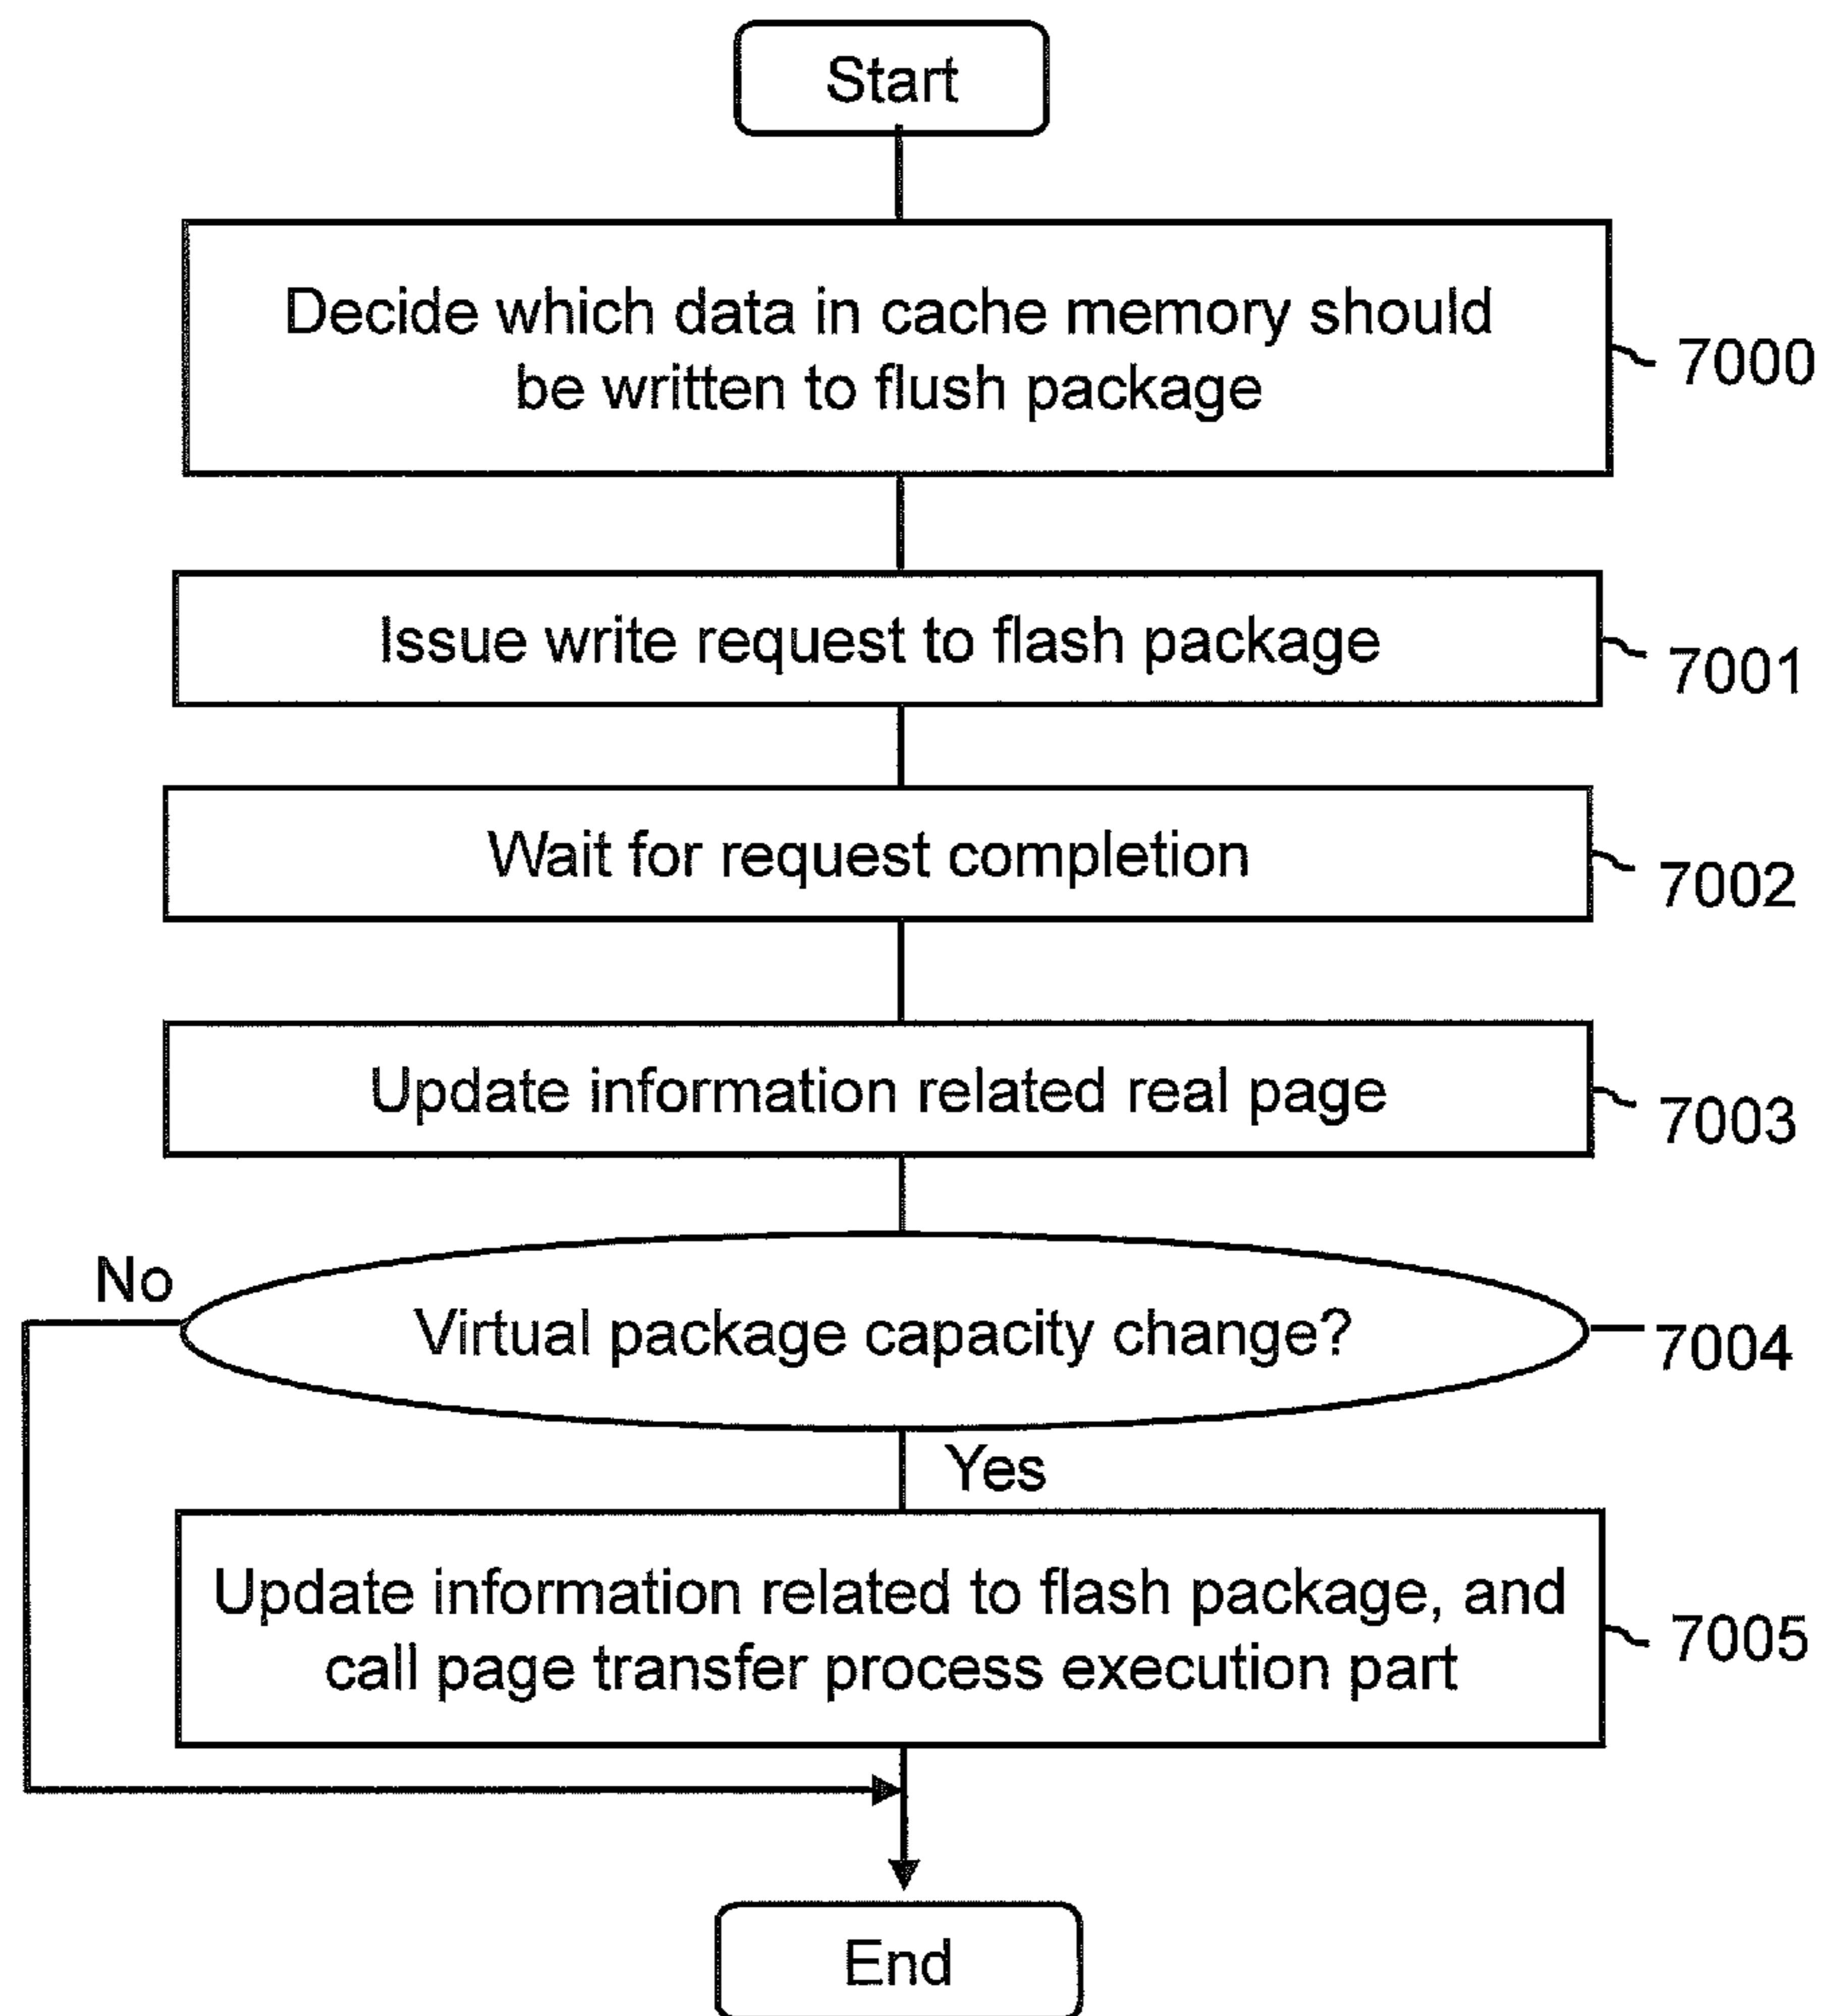 Start
Decide which data in cache memory should
be written to flush package
7000
Issue write request to flash package
7001
Wait for request completion
7002
Update information related real page
7003
No
Virtual package capacity change?
7004
Yes
Update information related to flash package, and
call page transfer process execution part
7005
End